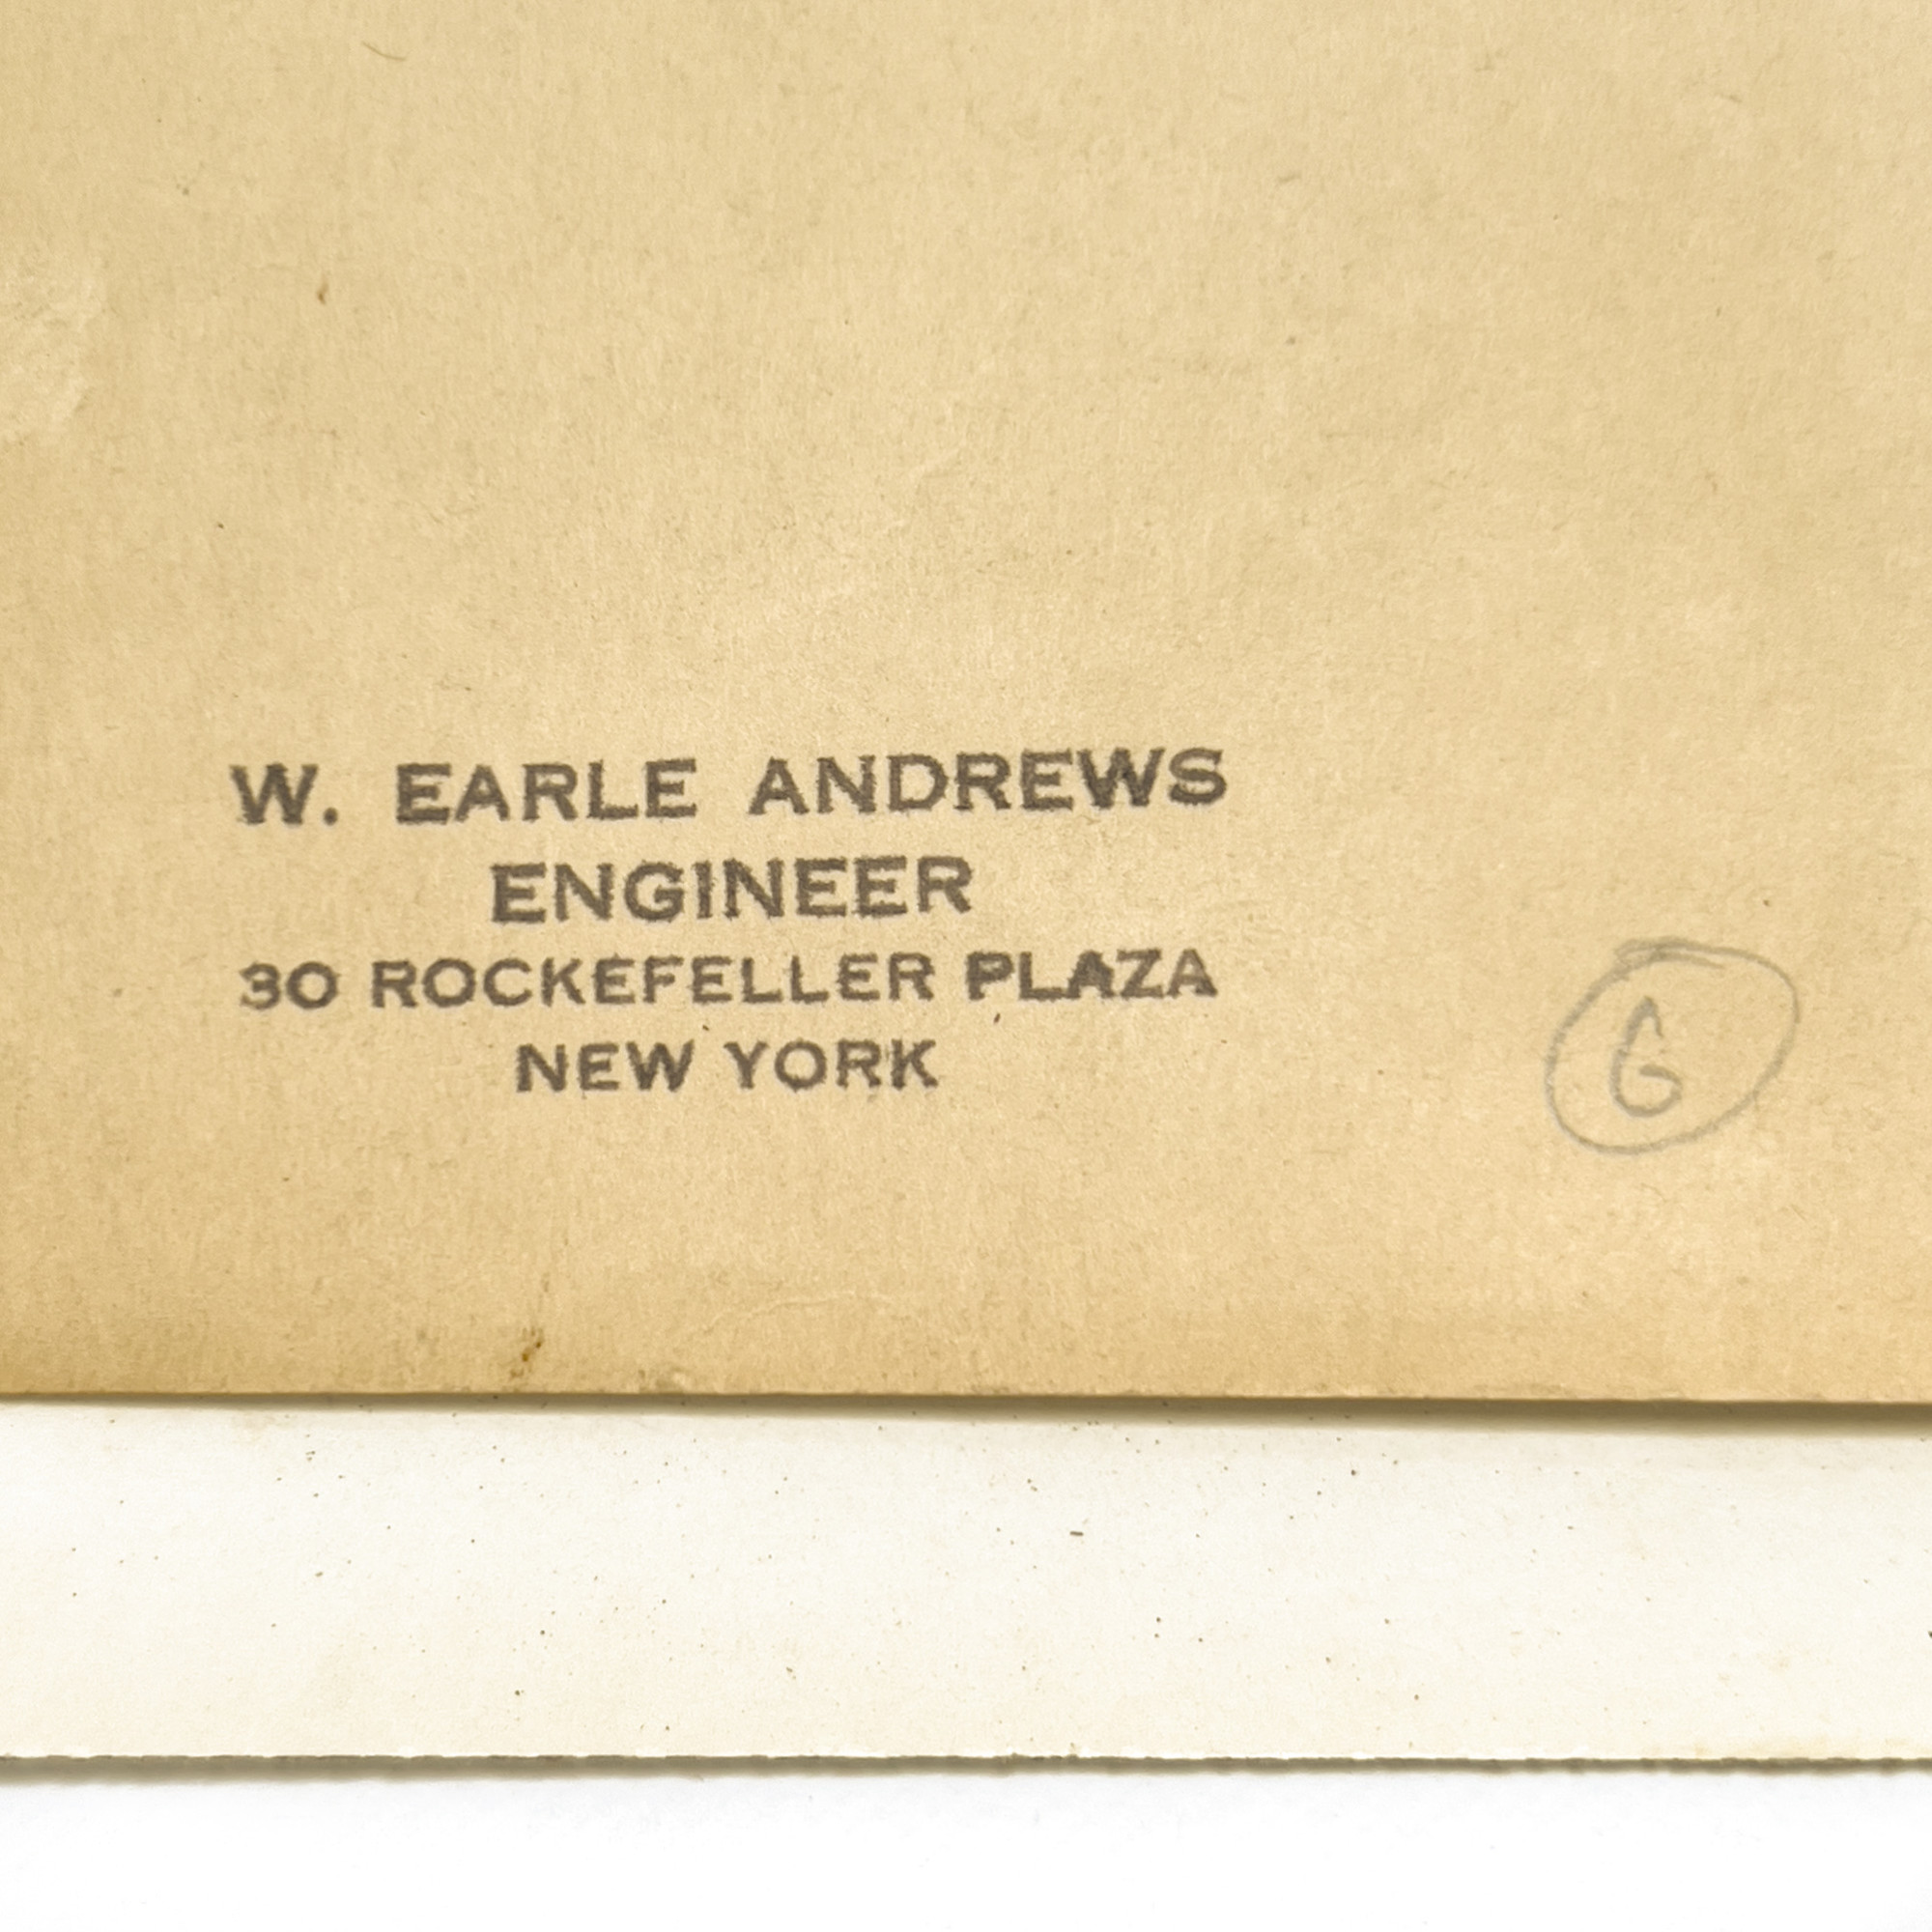 W. EARLE ANDREWS
ENGINEER
30 ROCKEFELLER PLAZA
NEW YORK
G